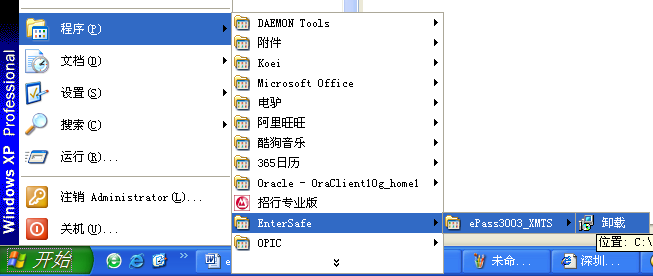 Windows XP Professional
程序(P)
文档(D)
设置(S)
搜索(C)
运行(R)...
注销 Administrator(L)...
关机(U)...
DAEMON Tools
附件
Koei
Microsoft Office
电驴
阿里旺旺
酷狗音乐
365日历
Oracle - OraClient10g_home1
招行专业版
EnterSafe
OPIC
ePass3003_XMTS
卸载
位置: C:\
开始
e
未命...
深圳...